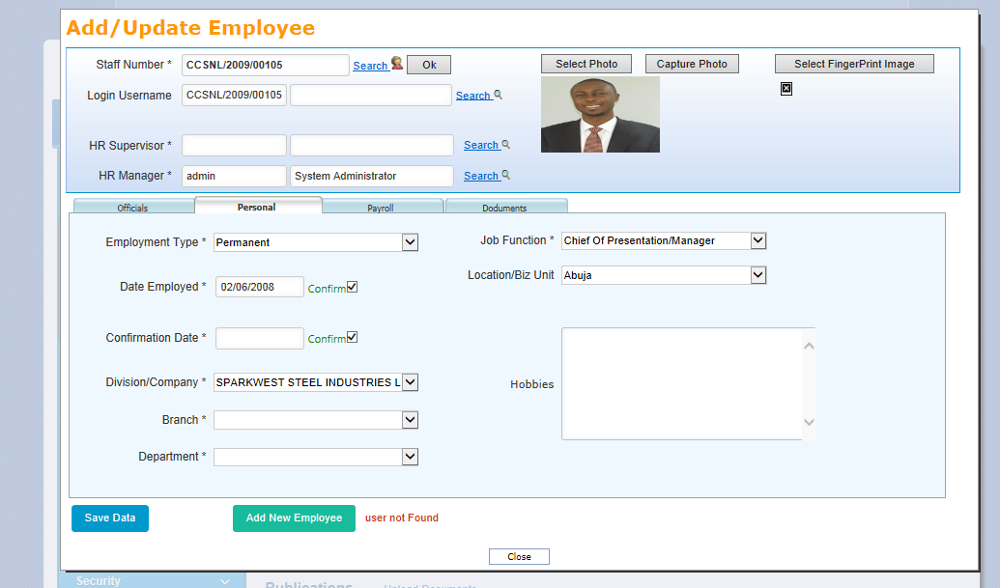 Add/Update Employee
Staff Number * CCSNL/2009/00105 Search Ok Select Photo Capture Photo Select FingerPrint Image
Login Username CCSNL/2009/00105 Search
HR Supervisor * Search
HR Manager * admin System Administrator Search
Officials Personal Payroll Doduments
Employment Type * Permanent Job Function * Chief Of Presentation/Manager
Location/Biz Unit Abuja
Date Employed * 02/06/2008 Confirm
Confirmation Date * Confirm
Division/Company * SPARKWEST STEEL INDUSTRIES L Hobbies
Branch *
Department *
Save Data Add New Employee user not Found
Close
Security Publications Upload Documents